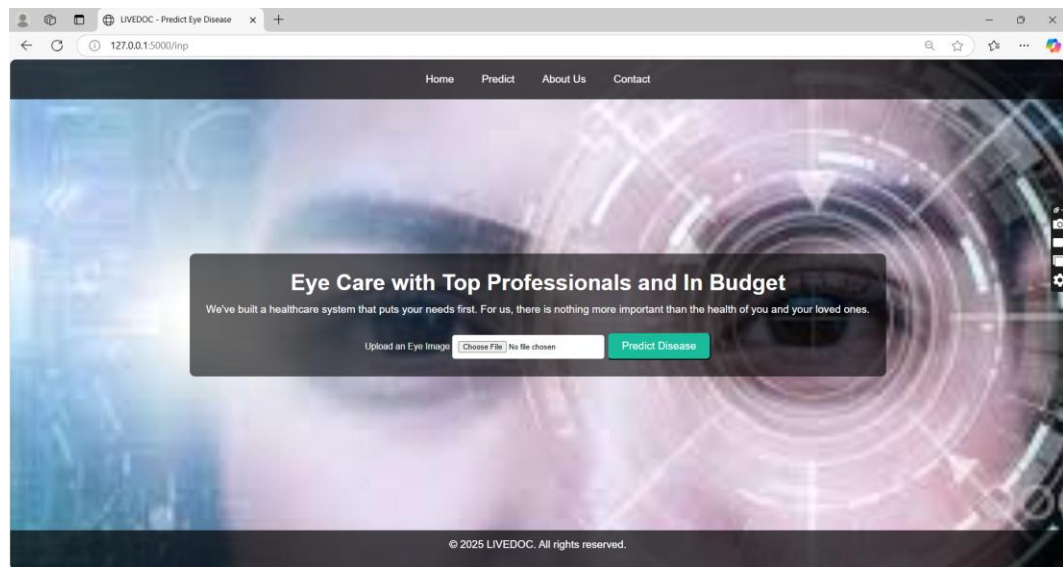 LIVEDOC - Predict Eye Disease
127.0.0.1:5000/inp
Home Predict About Us Contact
Eye Care with Top Professionals and In Budget
We've built a healthcare system that puts your needs first. For us, there is nothing more important than the health of you and your loved ones.
Upload an Eye Image Choose File No file chosen Predict Disease
© 2025 LIVEDOC. All rights reserved.